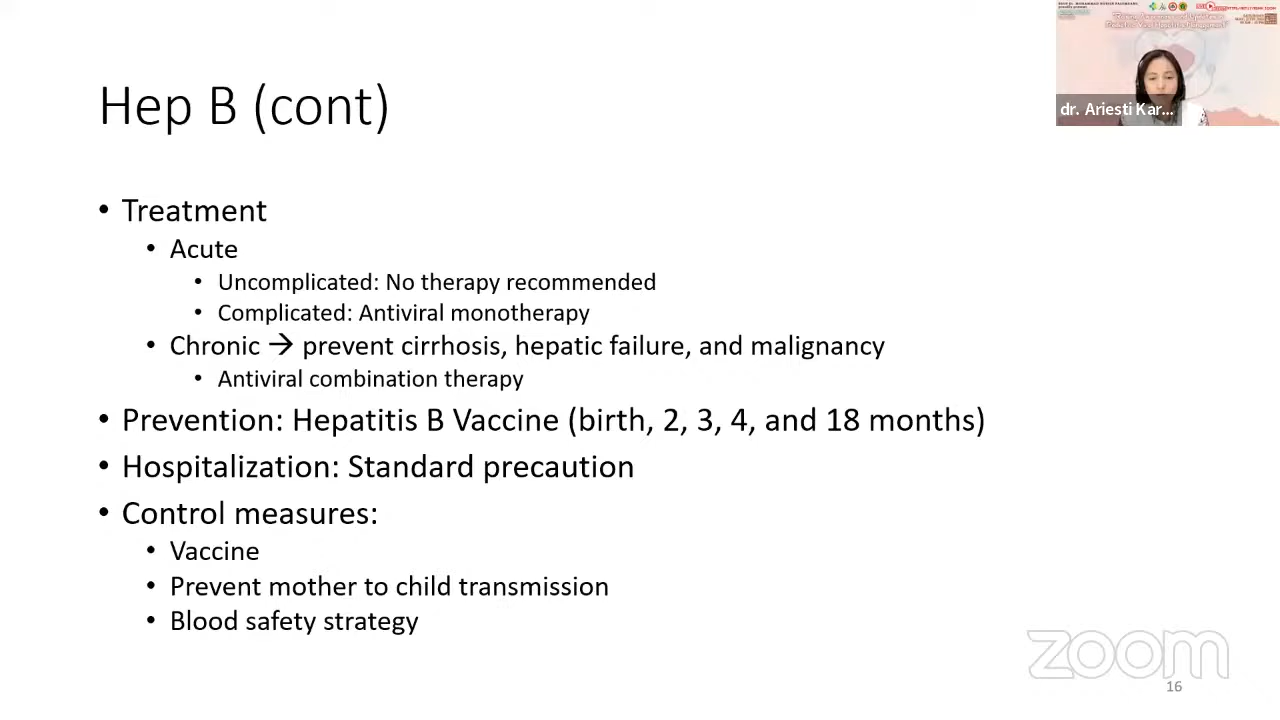 Hep B (cont)
• Treatment
• Acute
• Uncomplicated: No therapy recommended
• Complicated: Antiviral monotherapy
• Chronic → prevent cirrhosis, hepatic failure, and malignancy
• Antiviral combination therapy
• Prevention: Hepatitis B Vaccine (birth, 2, 3, 4, and 18 months)
• Hospitalization: Standard precaution
• Control measures:
• Vaccine
• Prevent mother to child transmission
• Blood safety strategy
dr. Ariesti Kar...
zoom
16